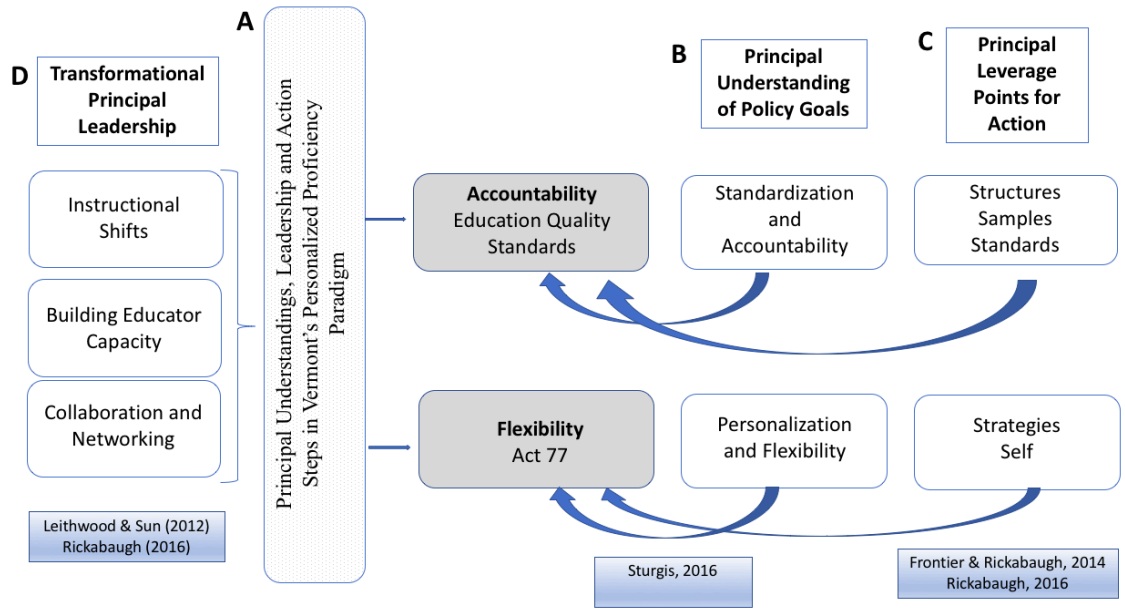 D
Transformational
Principal
Leadership
Instructional
Shifts
Building Educator
Capacity
Collaboration and
Networking
Leithwood & Sun (2012)
Rickabaugh (2016)
A
Principal Understandings, Leadership and Action
Steps in Vermont's Personalized Proficiency
Paradigm
Accountability
Education Quality
Standards
Flexibility
Act 77
B
Principal
Understanding
of Policy Goals
Standardization
and
Accountability
Personalization
and Flexibility
Sturgis, 2016
C
Principal
Leverage
Points for
Action
Structures
Samples
Standards
Strategies
Self
Frontier & Rickabaugh, 2014
Rickabaugh, 2016